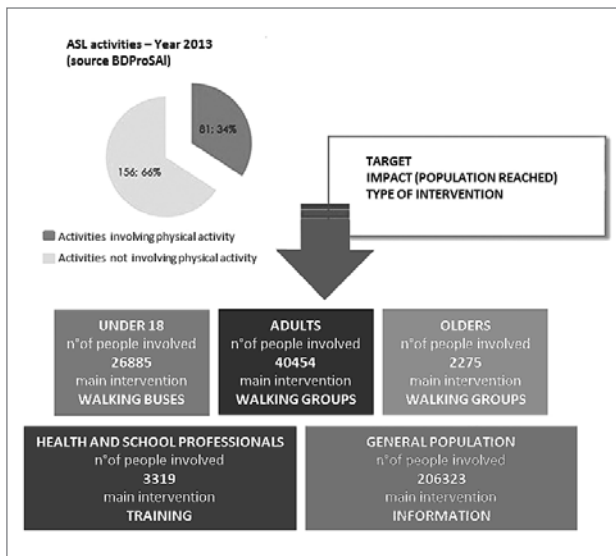 ASL activities – Year 2013
(source BDProSAI)
81; 34%
156; 66%
Activities involving physical activity
Activities not involving physical activity
TARGET
IMPACT (POPULATION REACHED)
TYPE OF INTERVENTION
UNDER 18
n°of people involved
26885
main intervention
WALKING BUSES
ADULTS
n°of people involved
40454
main intervention
WALKING GROUPS
OLDERS
n°of people involved
2275
main intervention
WALKING GROUPS
HEALTH AND SCHOOL PROFESSIONALS
n°of people involved
3319
main intervention
TRAINING
GENERAL POPULATION
n°of people involved
206323
main intervention
INFORMATION